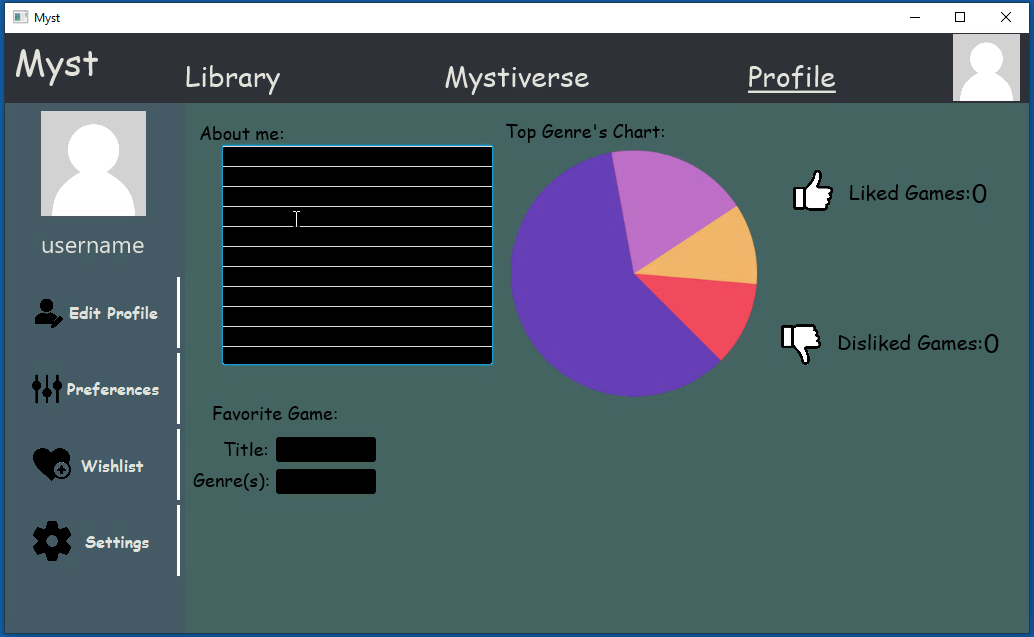 Myst
Myst
Library
Mystiverse
Profile
username
Edit Profile
Preferences
Wishlist
Settings
About me:
Top Genre's Chart:
Liked Games:0
Disliked Games:0
Favorite Game:
Title:
Genre(s):